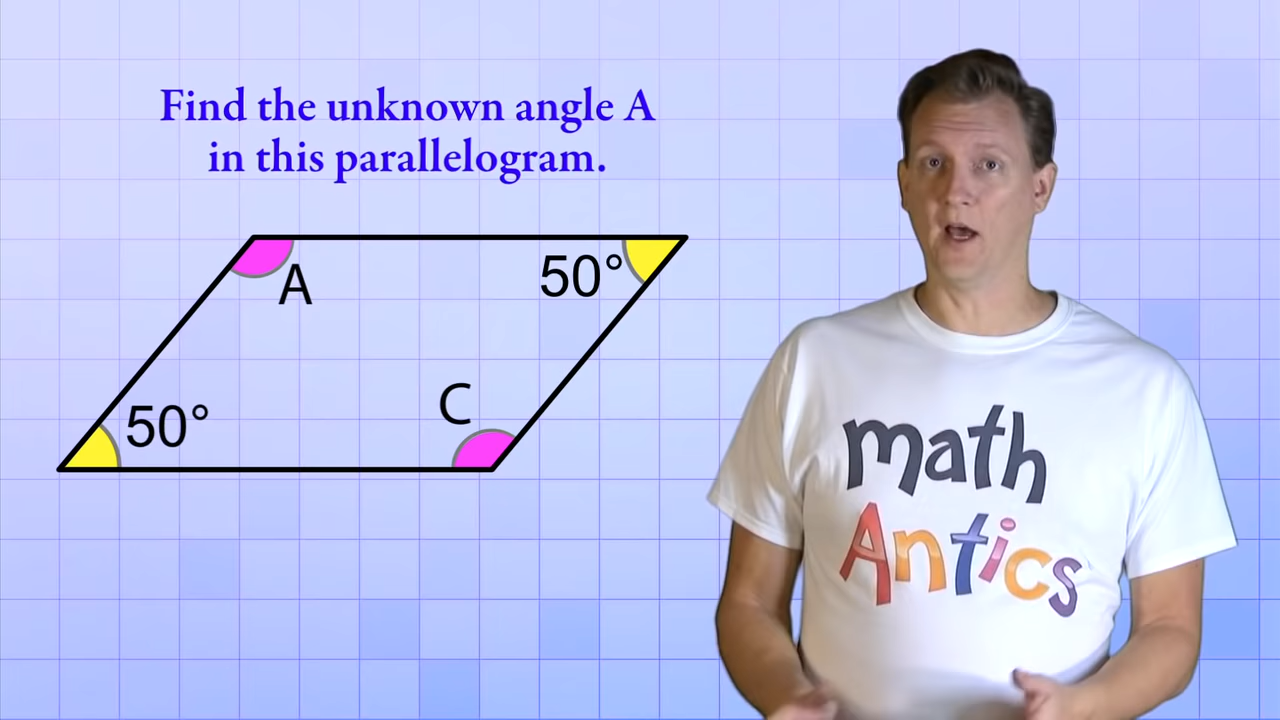 Find the unknown angle A
in this parallelogram.
A
50°
50°
C
math
Antics